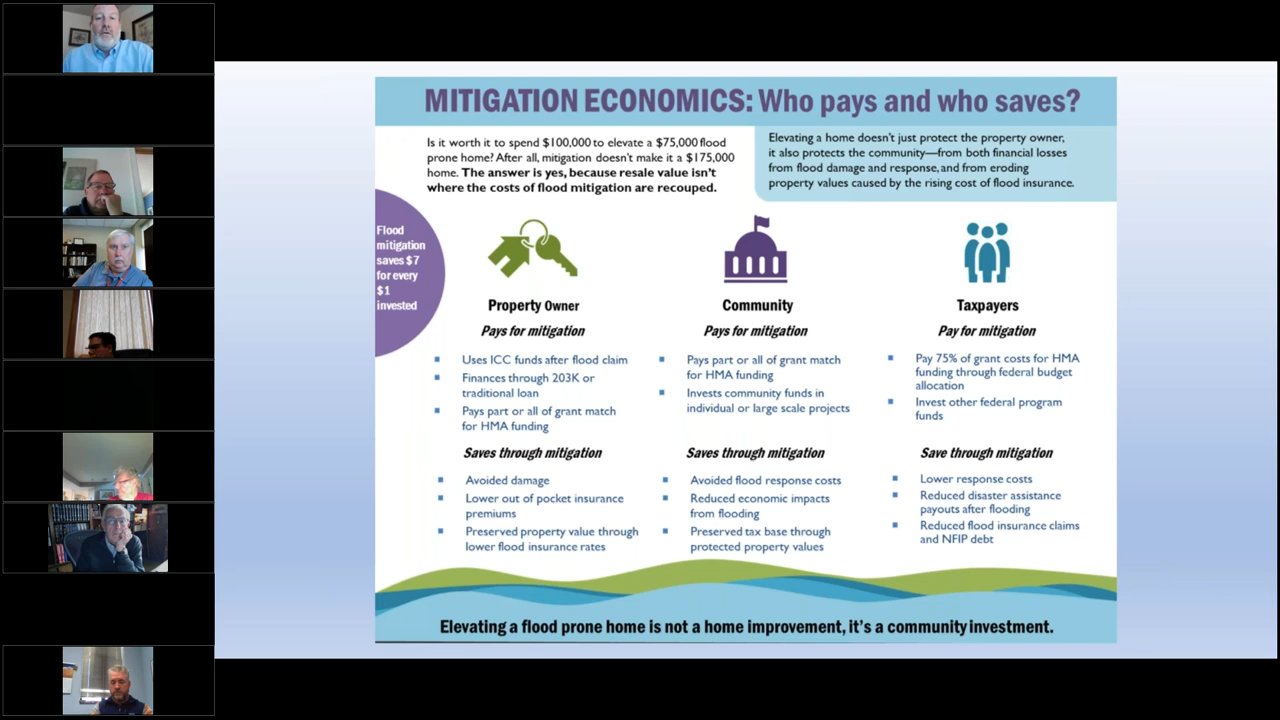 MITIGATION ECONOMICS: Who pays and who saves?
Is it worth it to spend $100,000 to elevate a $75,000 flood
prone home? After all, mitigation doesn't make it a $175,000
home. The answer is yes, because resale value isn't
where the costs of flood mitigation are recouped.
Elevating a home doesn't just protect the property owner,
it also protects the community—from both financial losses
from flood damage and response, and from eroding
property values caused by the rising cost of flood insurance.
Flood
mitigation
saves $7
for every
$1
invested
Property Owner
Pays for mitigation
Uses ICC funds after flood claim
Finances through 203K or
traditional loan
Pays part or all of grant match
for HMA funding
Saves through mitigation
Avoided damage
Lower out of pocket insurance
premiums
Preserved property value through
lower flood insurance rates
Community
Pays for mitigation
Pays part or all of grant match
for HMA funding
Invests community funds in
individual or large scale projects
Saves through mitigation
Avoided flood response costs
Reduced economic impacts
from flooding
Preserved tax base through
protected property values
Taxpayers
Pay for mitigation
Pay 75% of grant costs for HMA
funding through federal budget
allocation
Invest other federal program
funds
Save through mitigation
Lower response costs
Reduced disaster assistance
payouts after flooding
Reduced flood insurance claims
and NFIP debt
Elevating a flood prone home is not a home improvement, it's a community investment.